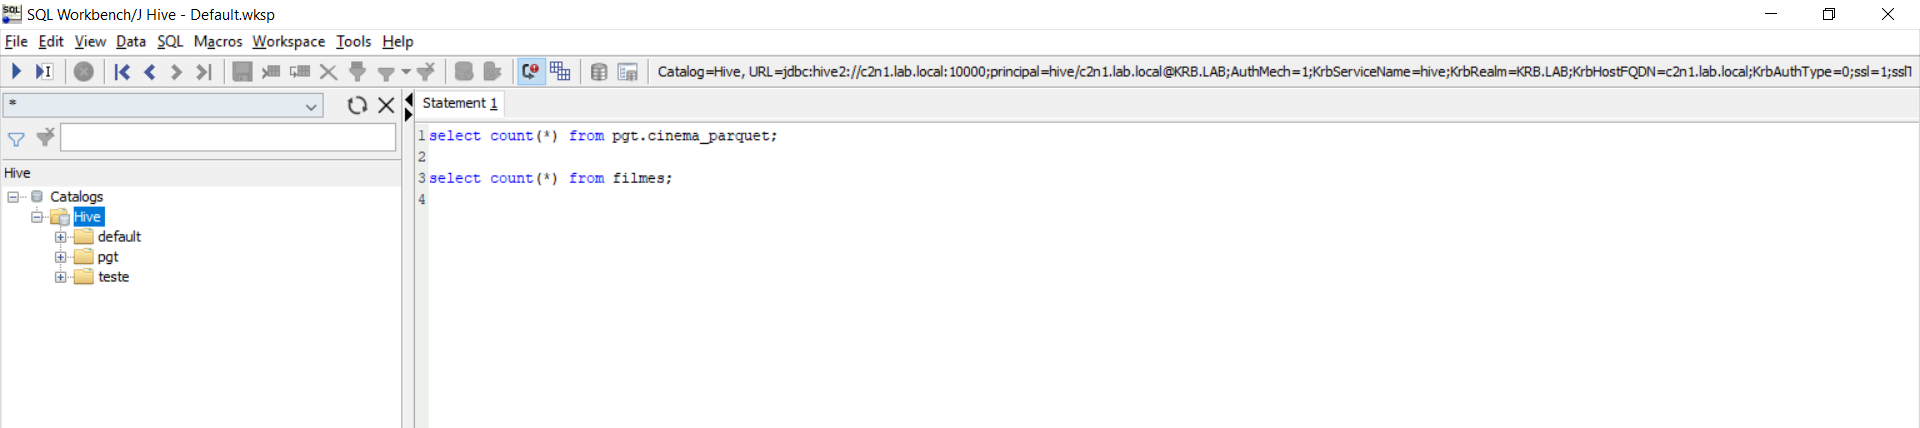 SQL Workbench/J Hive - Default.wksp
File Edit View Data SQL Macros Workspace Tools Help
Catalog=Hive, URL=jdbc:hive2://c2n1.lab.local:10000;principal=hive/c2n1.lab.local@KRB.LAB;AuthMech=1;KrbServiceName=hive;KrbRealm=KRB.LAB;KrbHostFQDN=c2n1.lab.local;KrbAuthType=0;ssl=1;sslT
*
Statement 1
1 select count(*) from pgt.cinema_parquet;
2
3 select count(*) from filmes;
4
Hive
Catalogs
Hive
default
pgt
teste